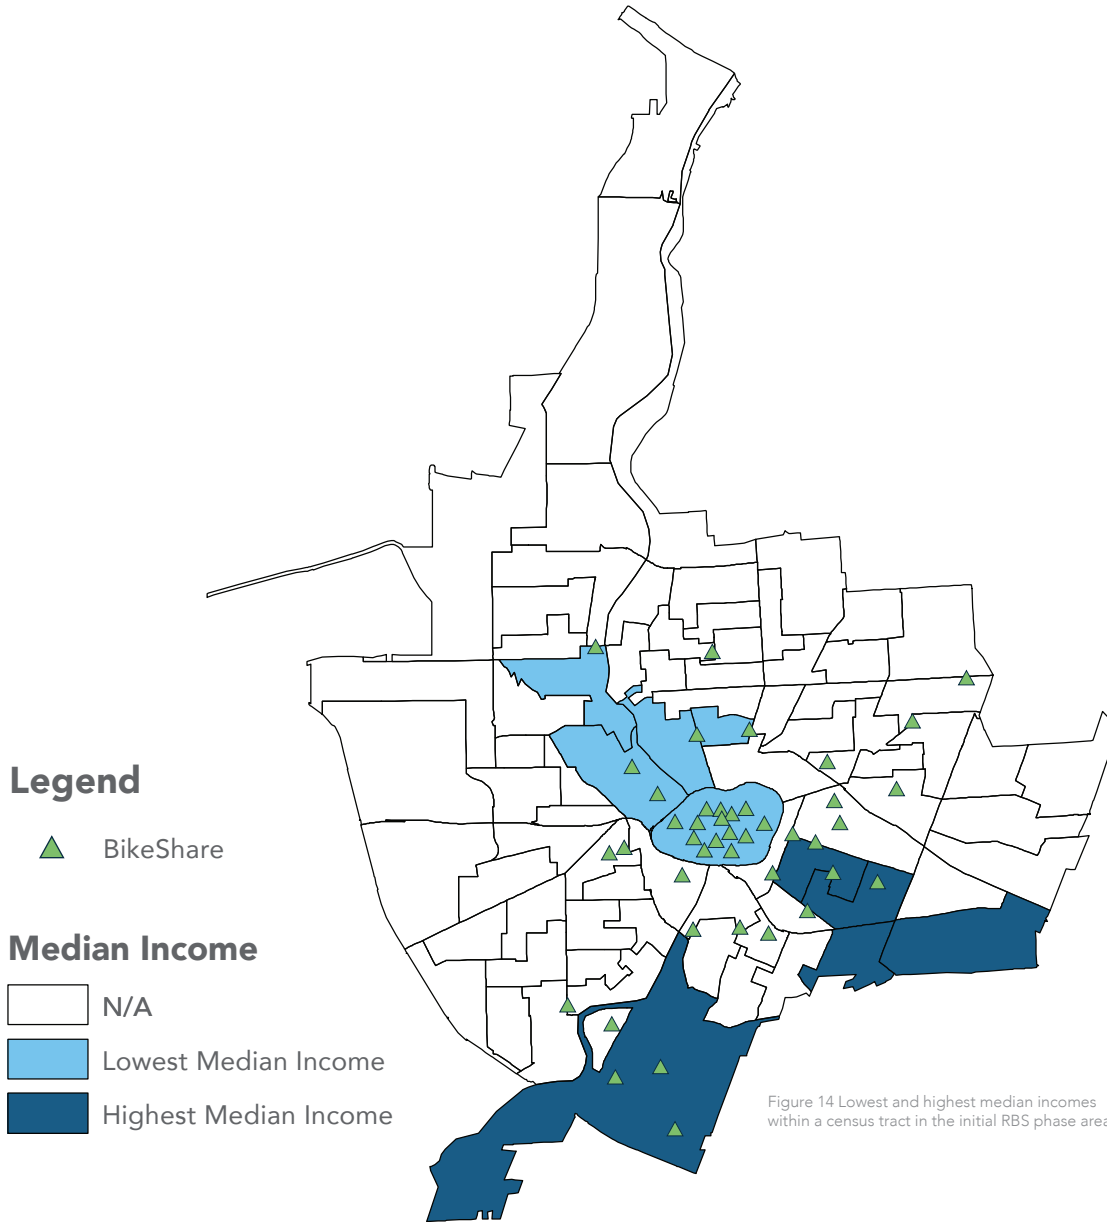 Legend
BikeShare
Median Income
N/A
Lowest Median Income
Highest Median Income
Figure 14 Lowest and highest median incomes
within a census tract in the initial RBS phase area